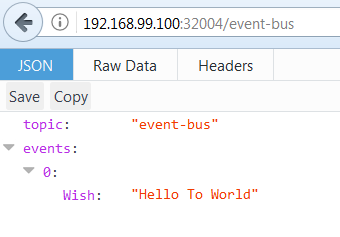 192.168.99.100:32004/event-bus
JSON Raw Data Headers
Save Copy
topic: "event-bus"
events:
0:
Wish: "Hello To World"